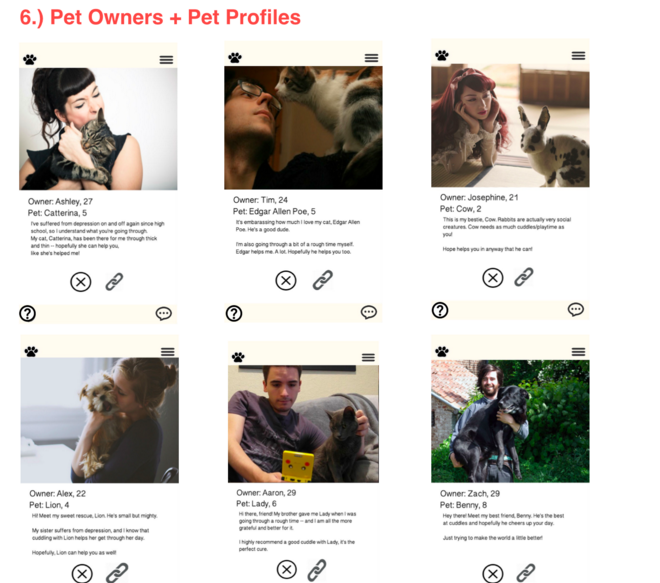 6.) Pet Owners + Pet Profiles
Owner: Ashley, 27
Pet: Catterina, 5
I've suffered from depression on and off again since high
school, so I understand what you're going through.
My cat, Catterina, has been there for me through thick
and thin -- hopefully she can help you,
like she's helped me!
Owner: Tim, 24
Pet: Edgar Allen Poe, 5
It's embarassing how much I love my cat, Edgar Allen
Poe. He's a good dude.
I'm also going through a bit of a rough time myself.
Edgar helps me. A lot. Hopefully he helps you too.
Owner: Josephine, 21
Pet: Cow, 2
This is my bestie, Cow. Rabbits are actually very social
creatures. Cow needs as much cuddles/playtime as
you!
Hope helps you in anyway that he can!
?
?
?
Owner: Alex, 22
Pet: Lion, 4
Hi! Meet my sweet rescue, Lion. He's small but mighty.
My sister suffers from depression, and I know that
cuddling with Lion helps her get through her day.
Hopefully, Lion can help you as well!
Owner: Aaron, 29
Pet: Lady, 6
Hi there, friend! My brother gave me Lady when I was
going through a rough time -- and I am all the more
grateful and better for it.
I highly recommend a good cuddle with Lady, it's the
perfect cure.
Owner: Zach, 29
Pet: Benny, 8
Hey there! Meet my best friend, Benny. He's the best
at cuddles and hopefully he cheers up your day.
Just trying to make the world a little better!